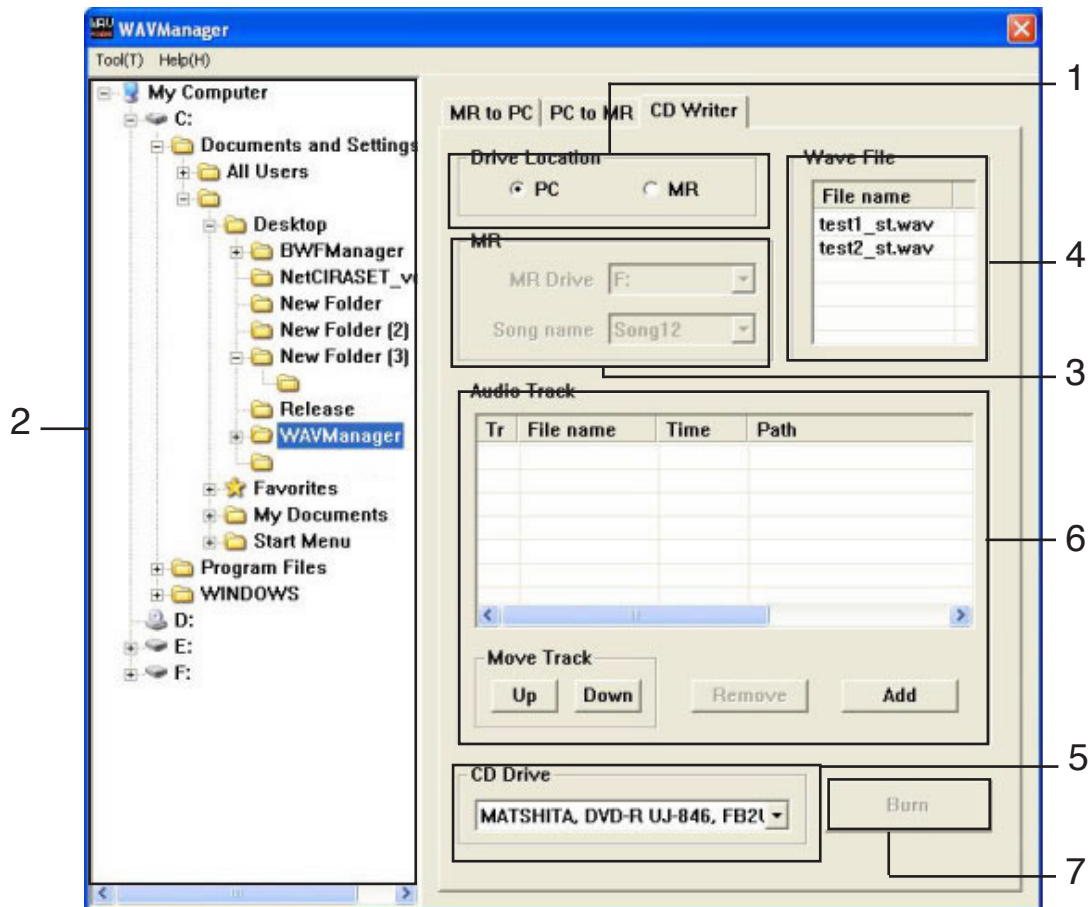 WAVManager
Tool(T) Help(H)
My Computer
C:
Documents and Settings
All Users
Desktop
BWFManager
NetCIRASET_v
New Folder
New Folder (2)
New Folder (3)
Release
WAVManager
Favorites
My Documents
Start Menu
Program Files
WINDOWS
D:
E:
F:
2
MR to PC PC to MR CD Writer
1
Drive Location
PC MR
Wave File
File name
test1_st.wav
test2_st.wav
4
MR
MR Drive F:
Song name Song12
3
Audio Track
Tr File name Time Path
6
Move Track
Up Down Remove Add
5
CD Drive
MATSHITA, DVD-R UJ-846, FB2
Burn
7